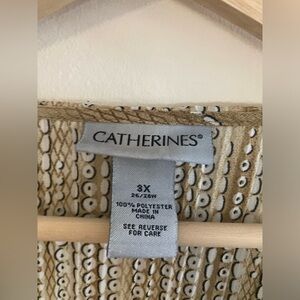 CATHERINES®
3X
26/28W
100% POLYESTER
MADE IN
CHINA
SEE REVERSE
FOR CARE